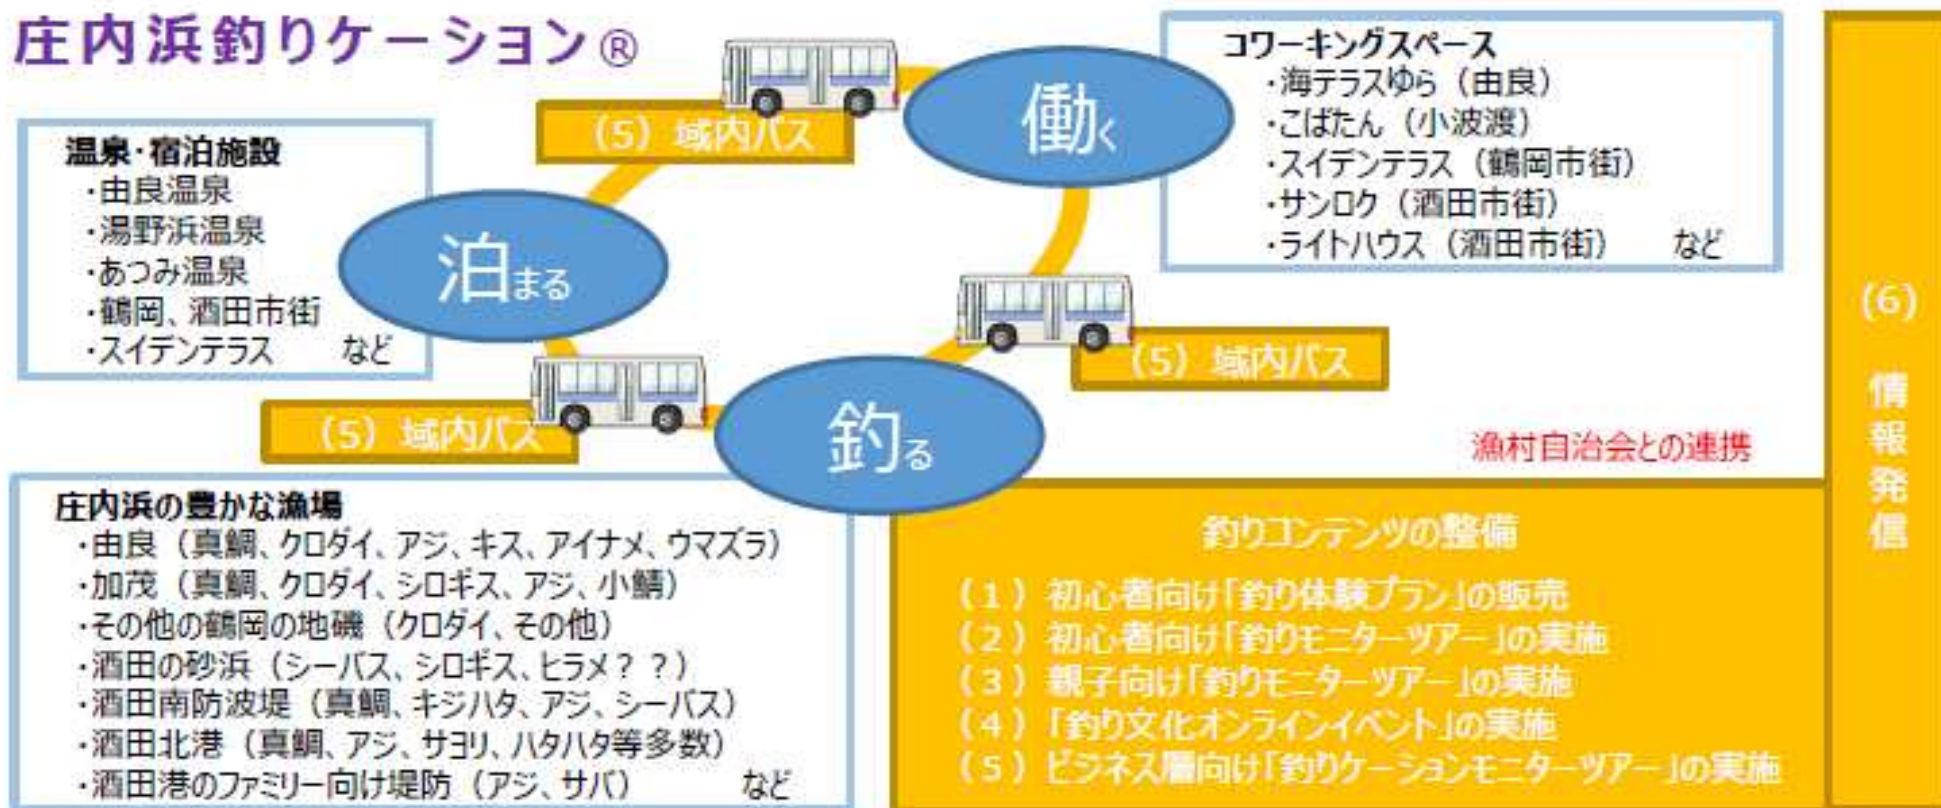 庄内浜釣りケーション®
(5) 域内バス
働く
コワーキングスペース
・海テラスゆら（由良）
・こばたん（小波渡）
・スイデンテラス（鶴岡市街）
・サンロク（酒田市街）
・ライトハウス（酒田市街）　など
温泉・宿泊施設
・由良温泉
・湯野浜温泉
・あつみ温泉
・鶴岡、酒田市街
・スイデンテラス　など
泊まる
(5) 域内バス
(5) 域内バス
釣る
漁村自治会との連携
庄内浜の豊かな漁場
・由良（真鯛、クロダイ、アジ、キス、アイナメ、ウマズラ）
・加茂（真鯛、クロダイ、シロギス、アジ、小鯖）
・その他の鶴岡の地磯（クロダイ、その他）
・酒田の砂浜（シーバス、シロギス、ヒラメ？？）
・酒田南防波堤（真鯛、キジハタ、アジ、シーバス）
・酒田北港（真鯛、アジ、サヨリ、ハタハタ等多数）
・酒田港のファミリー向け堤防（アジ、サバ）　など
釣りコンテンツの整備
(1) 初心者向け「釣り体験プラン」の販売
(2) 初心者向け「釣りモニターツアー」の実施
(3) 親子向け「釣りモニターツアー」の実施
(4) 「釣り文化オンラインイベント」の実施
(5) ビジネス層向け「釣りケーションモニターツアー」の実施
(6) 情報発信